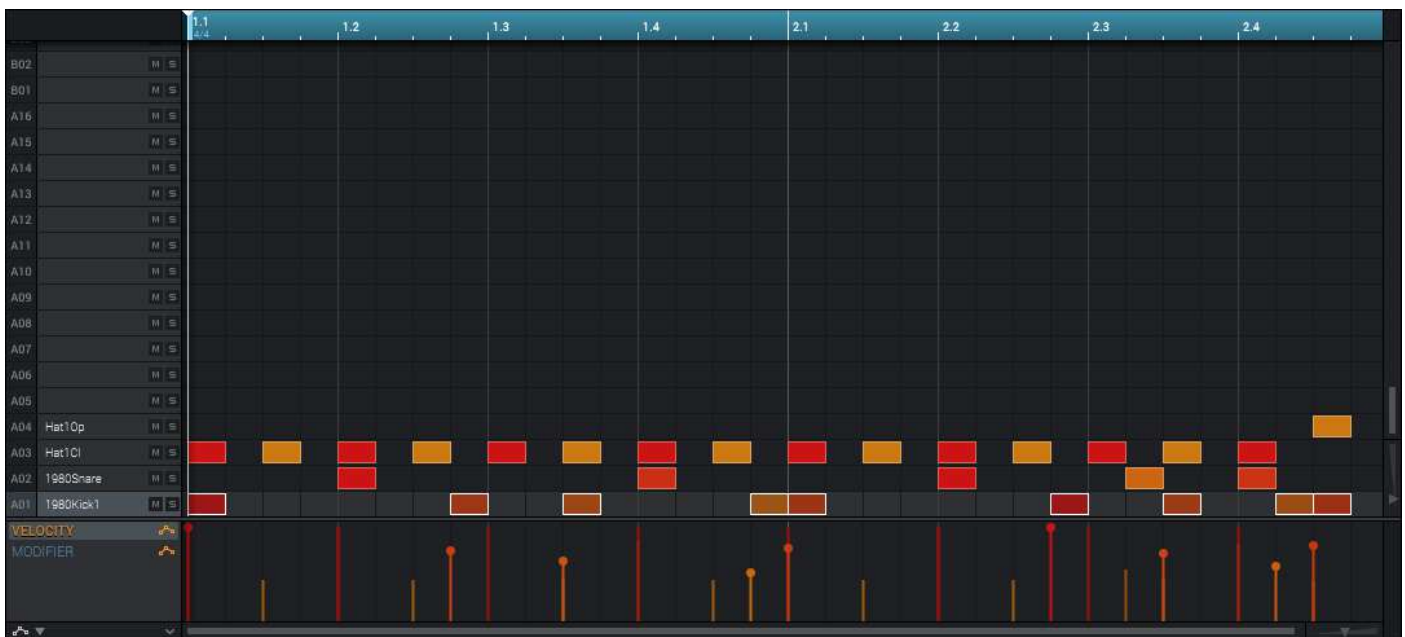 1.1 1.2 1.3 1.4 2.1 2.2 2.3 2.4
4/4
B02 M S
B01 M S
A16 M S
A15 M S
A14 M S
A13 M S
A12 M S
A11 M S
A10 M S
A09 M S
A08 M S
A07 M S
A06 M S
A05 M S
A04 Hat1Op M S
A03 Hat1Cl M S
A02 1980Snare M S
A01 1980Kick1 M S
VELOCITY
MODIFIER